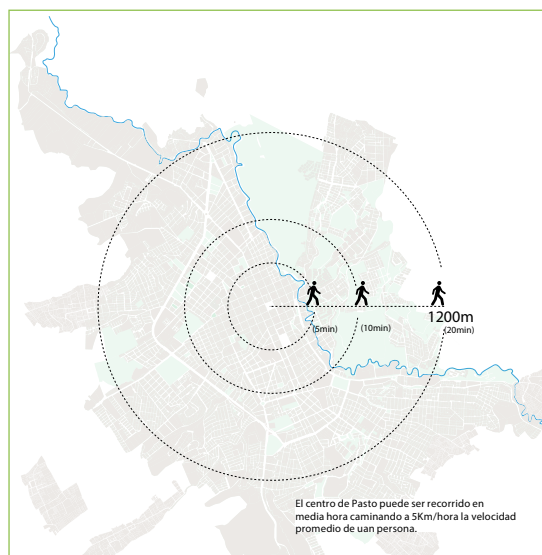 1200m
(5min)
(10min)
(20min)
El centro de Pasto puede ser recorrido en
media hora caminando a 5Km/hora la velocidad
promedio de uan persona.